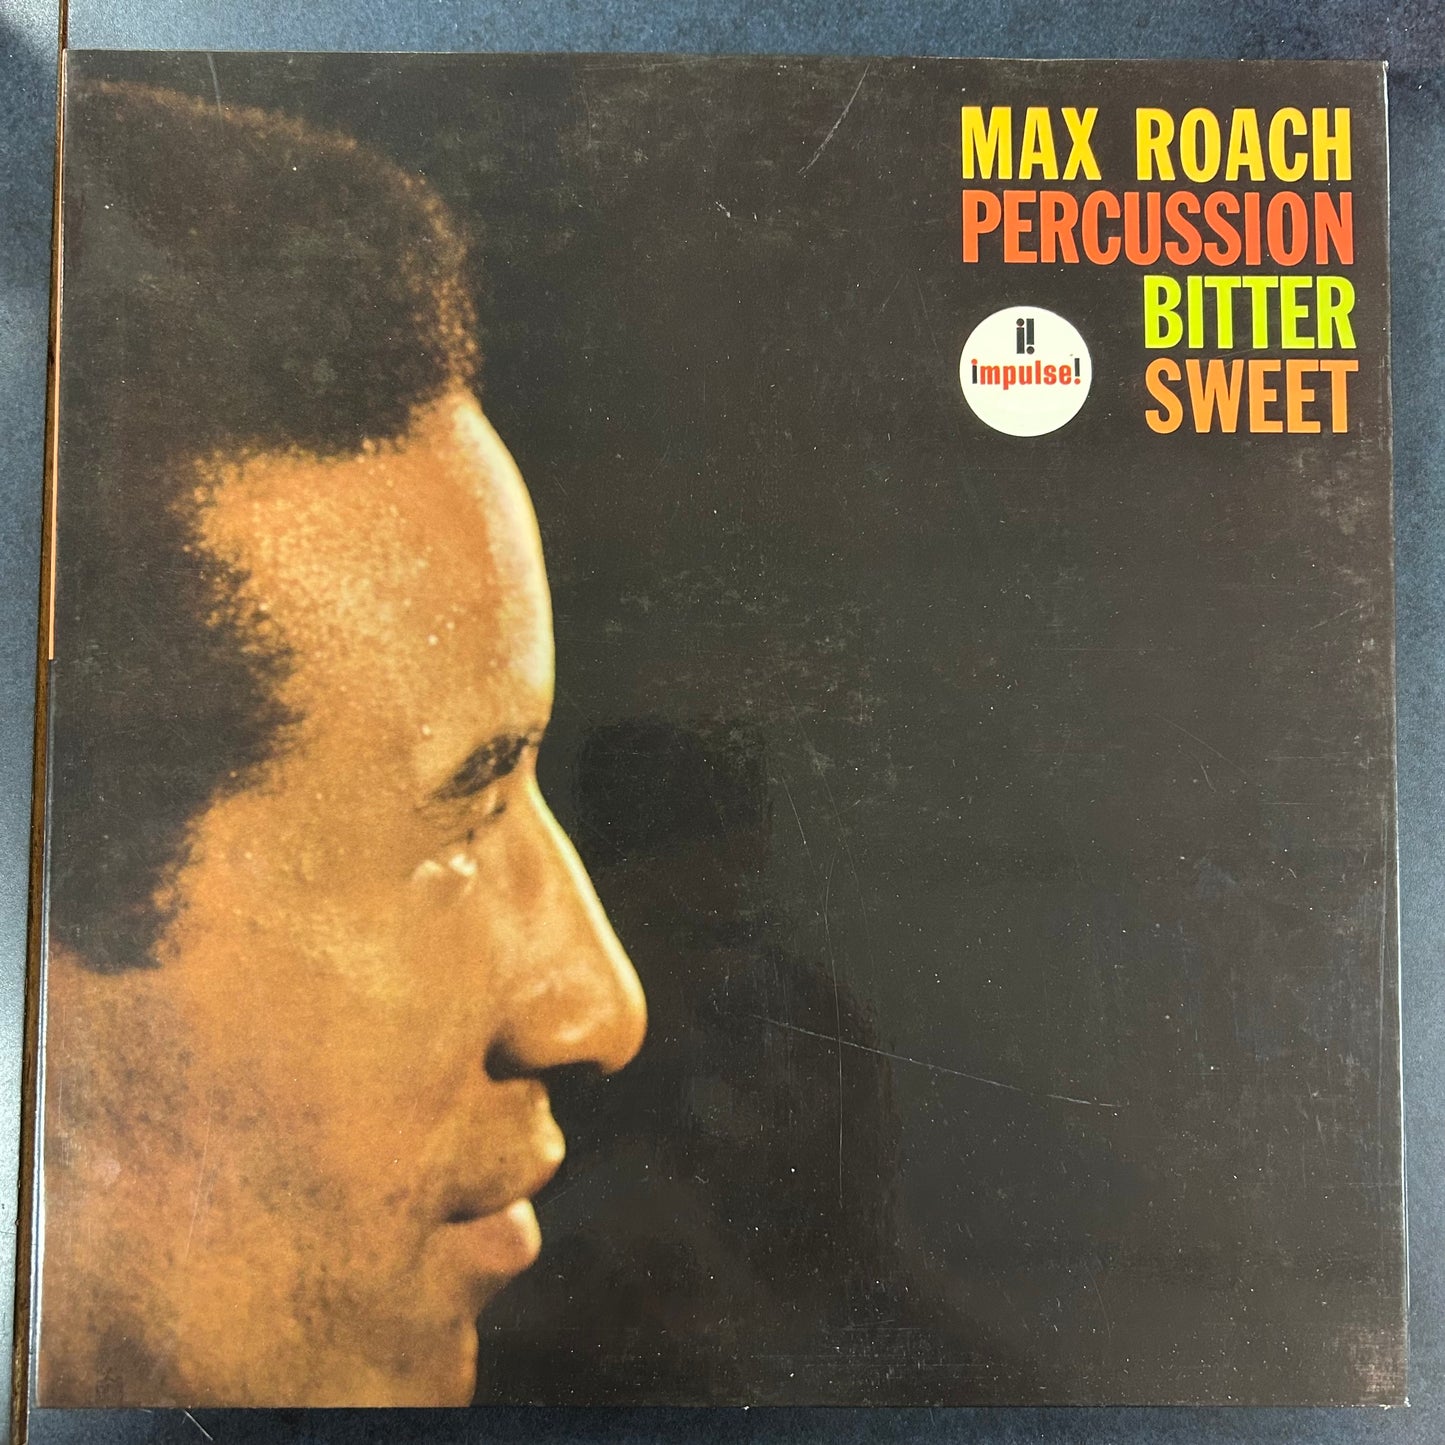 MAX ROACH
PERCUSSION
BITTER
SWEET
i!
impulse!